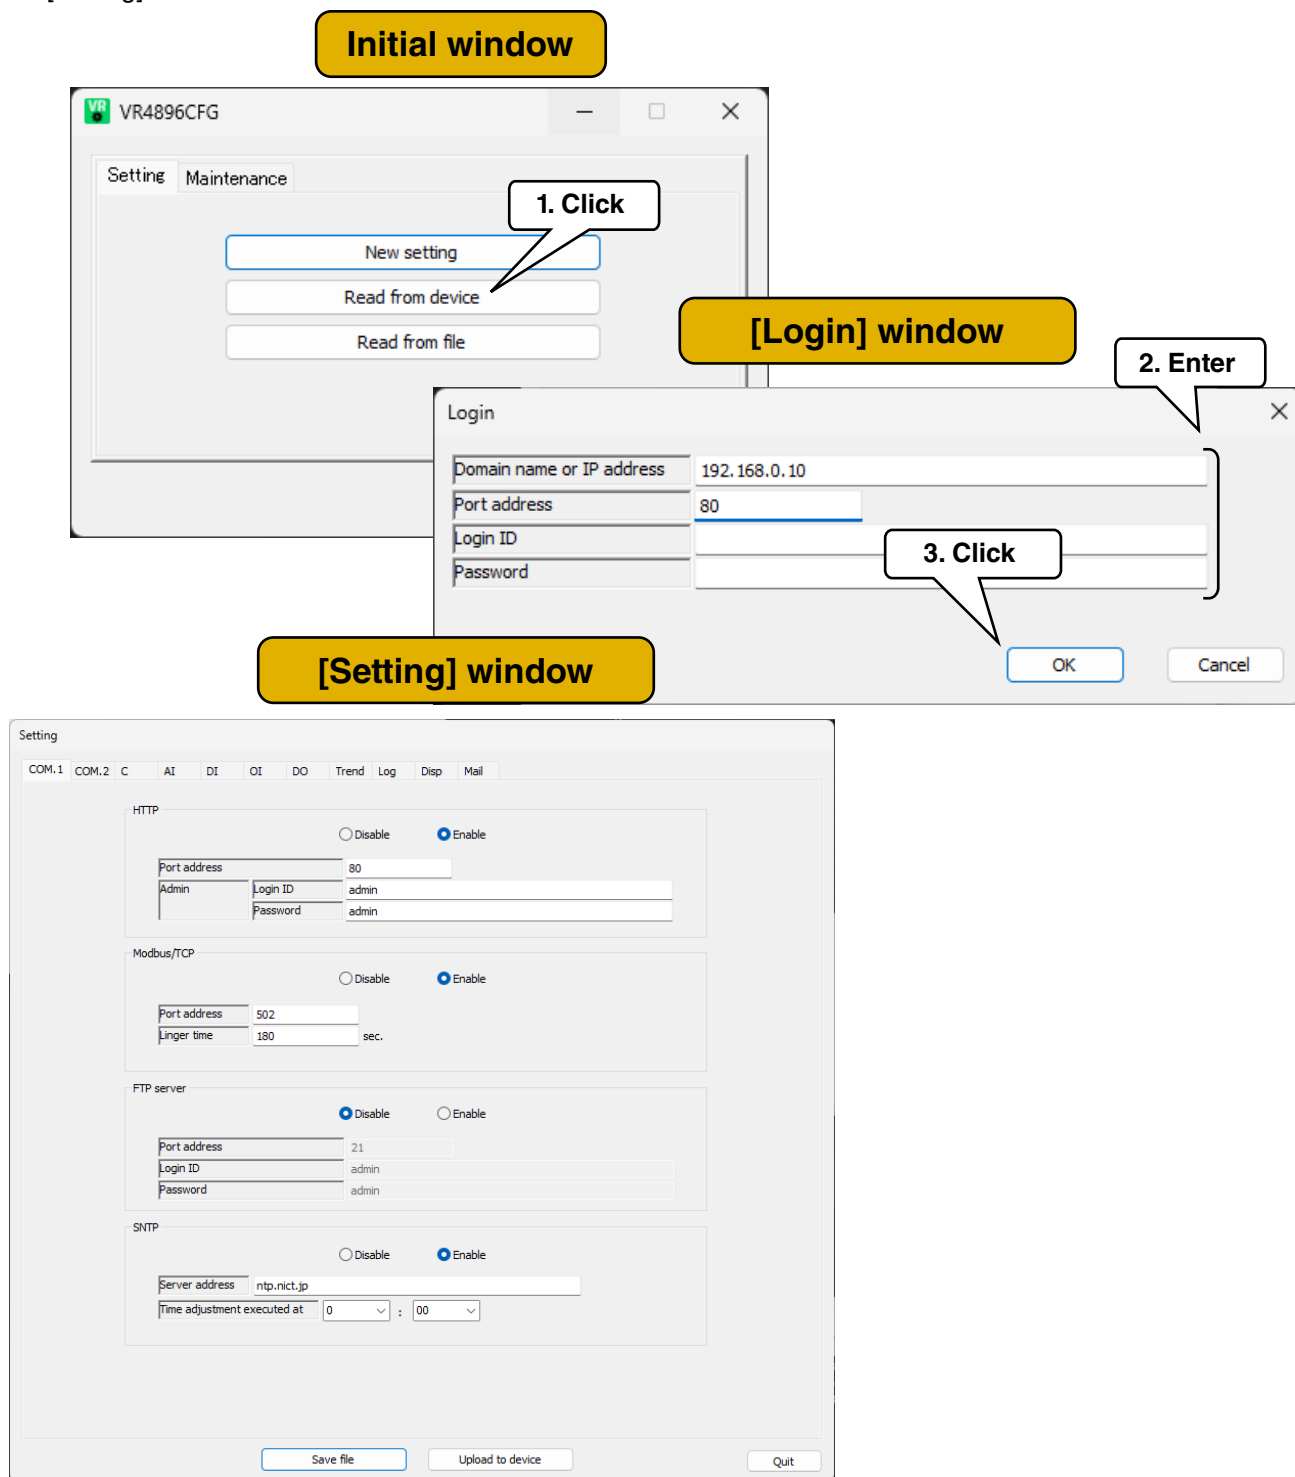 Initial window
VR4896CFG
Setting Maintenance
1. Click
New setting
Read from device
Read from file
[Login] window
2. Enter
Login
Domain name or IP address 192.168.0.10
Port address 80
Login ID
Password
3. Click
OK Cancel
[Setting] window
Setting
COM.1 COM.2 C AI DI OI DO Trend Log Disp Mail
HTTP
Disable Enable
Port address 80
Admin Login ID admin
Password admin
Modbus/TCP
Disable Enable
Port address 502
Linger time 180 sec.
FTP server
Disable Enable
Port address 21
Login ID admin
Password admin
SNTP
Disable Enable
Server address ntp.nict.jp
Time adjustment executed at 0 : 00
Save file Upload to device Quit